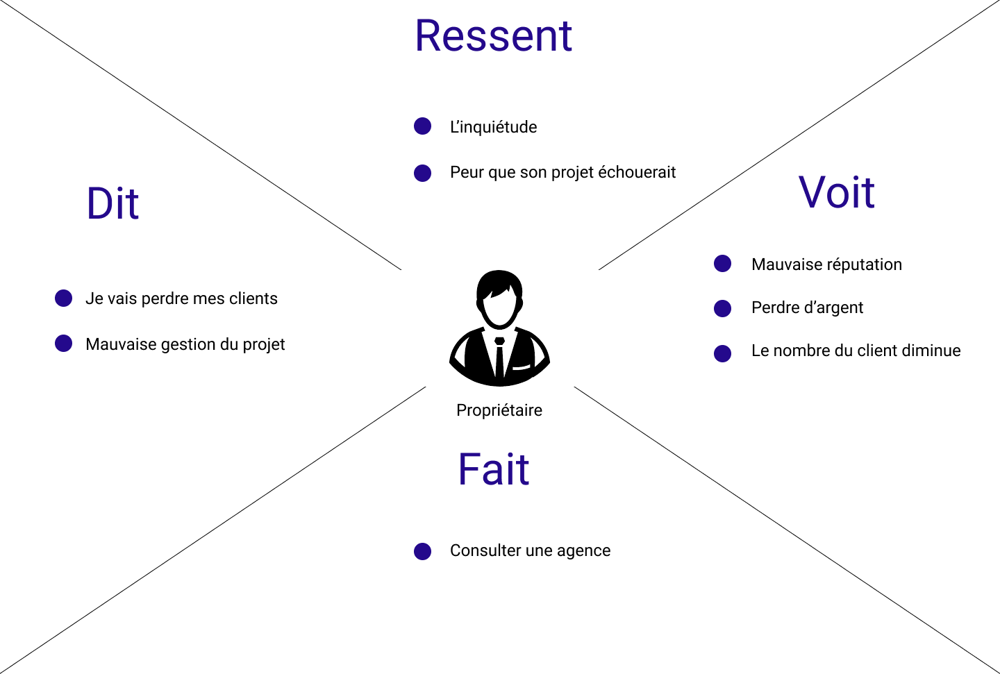 Ressent
L’inquiétude
Peur que son projet échouerait
Dit
Je vais perdre mes clients
Mauvaise gestion du projet
Voit
Mauvaise réputation
Perdre d’argent
Le nombre du client diminue
Propriétaire
Fait
Consulter une agence